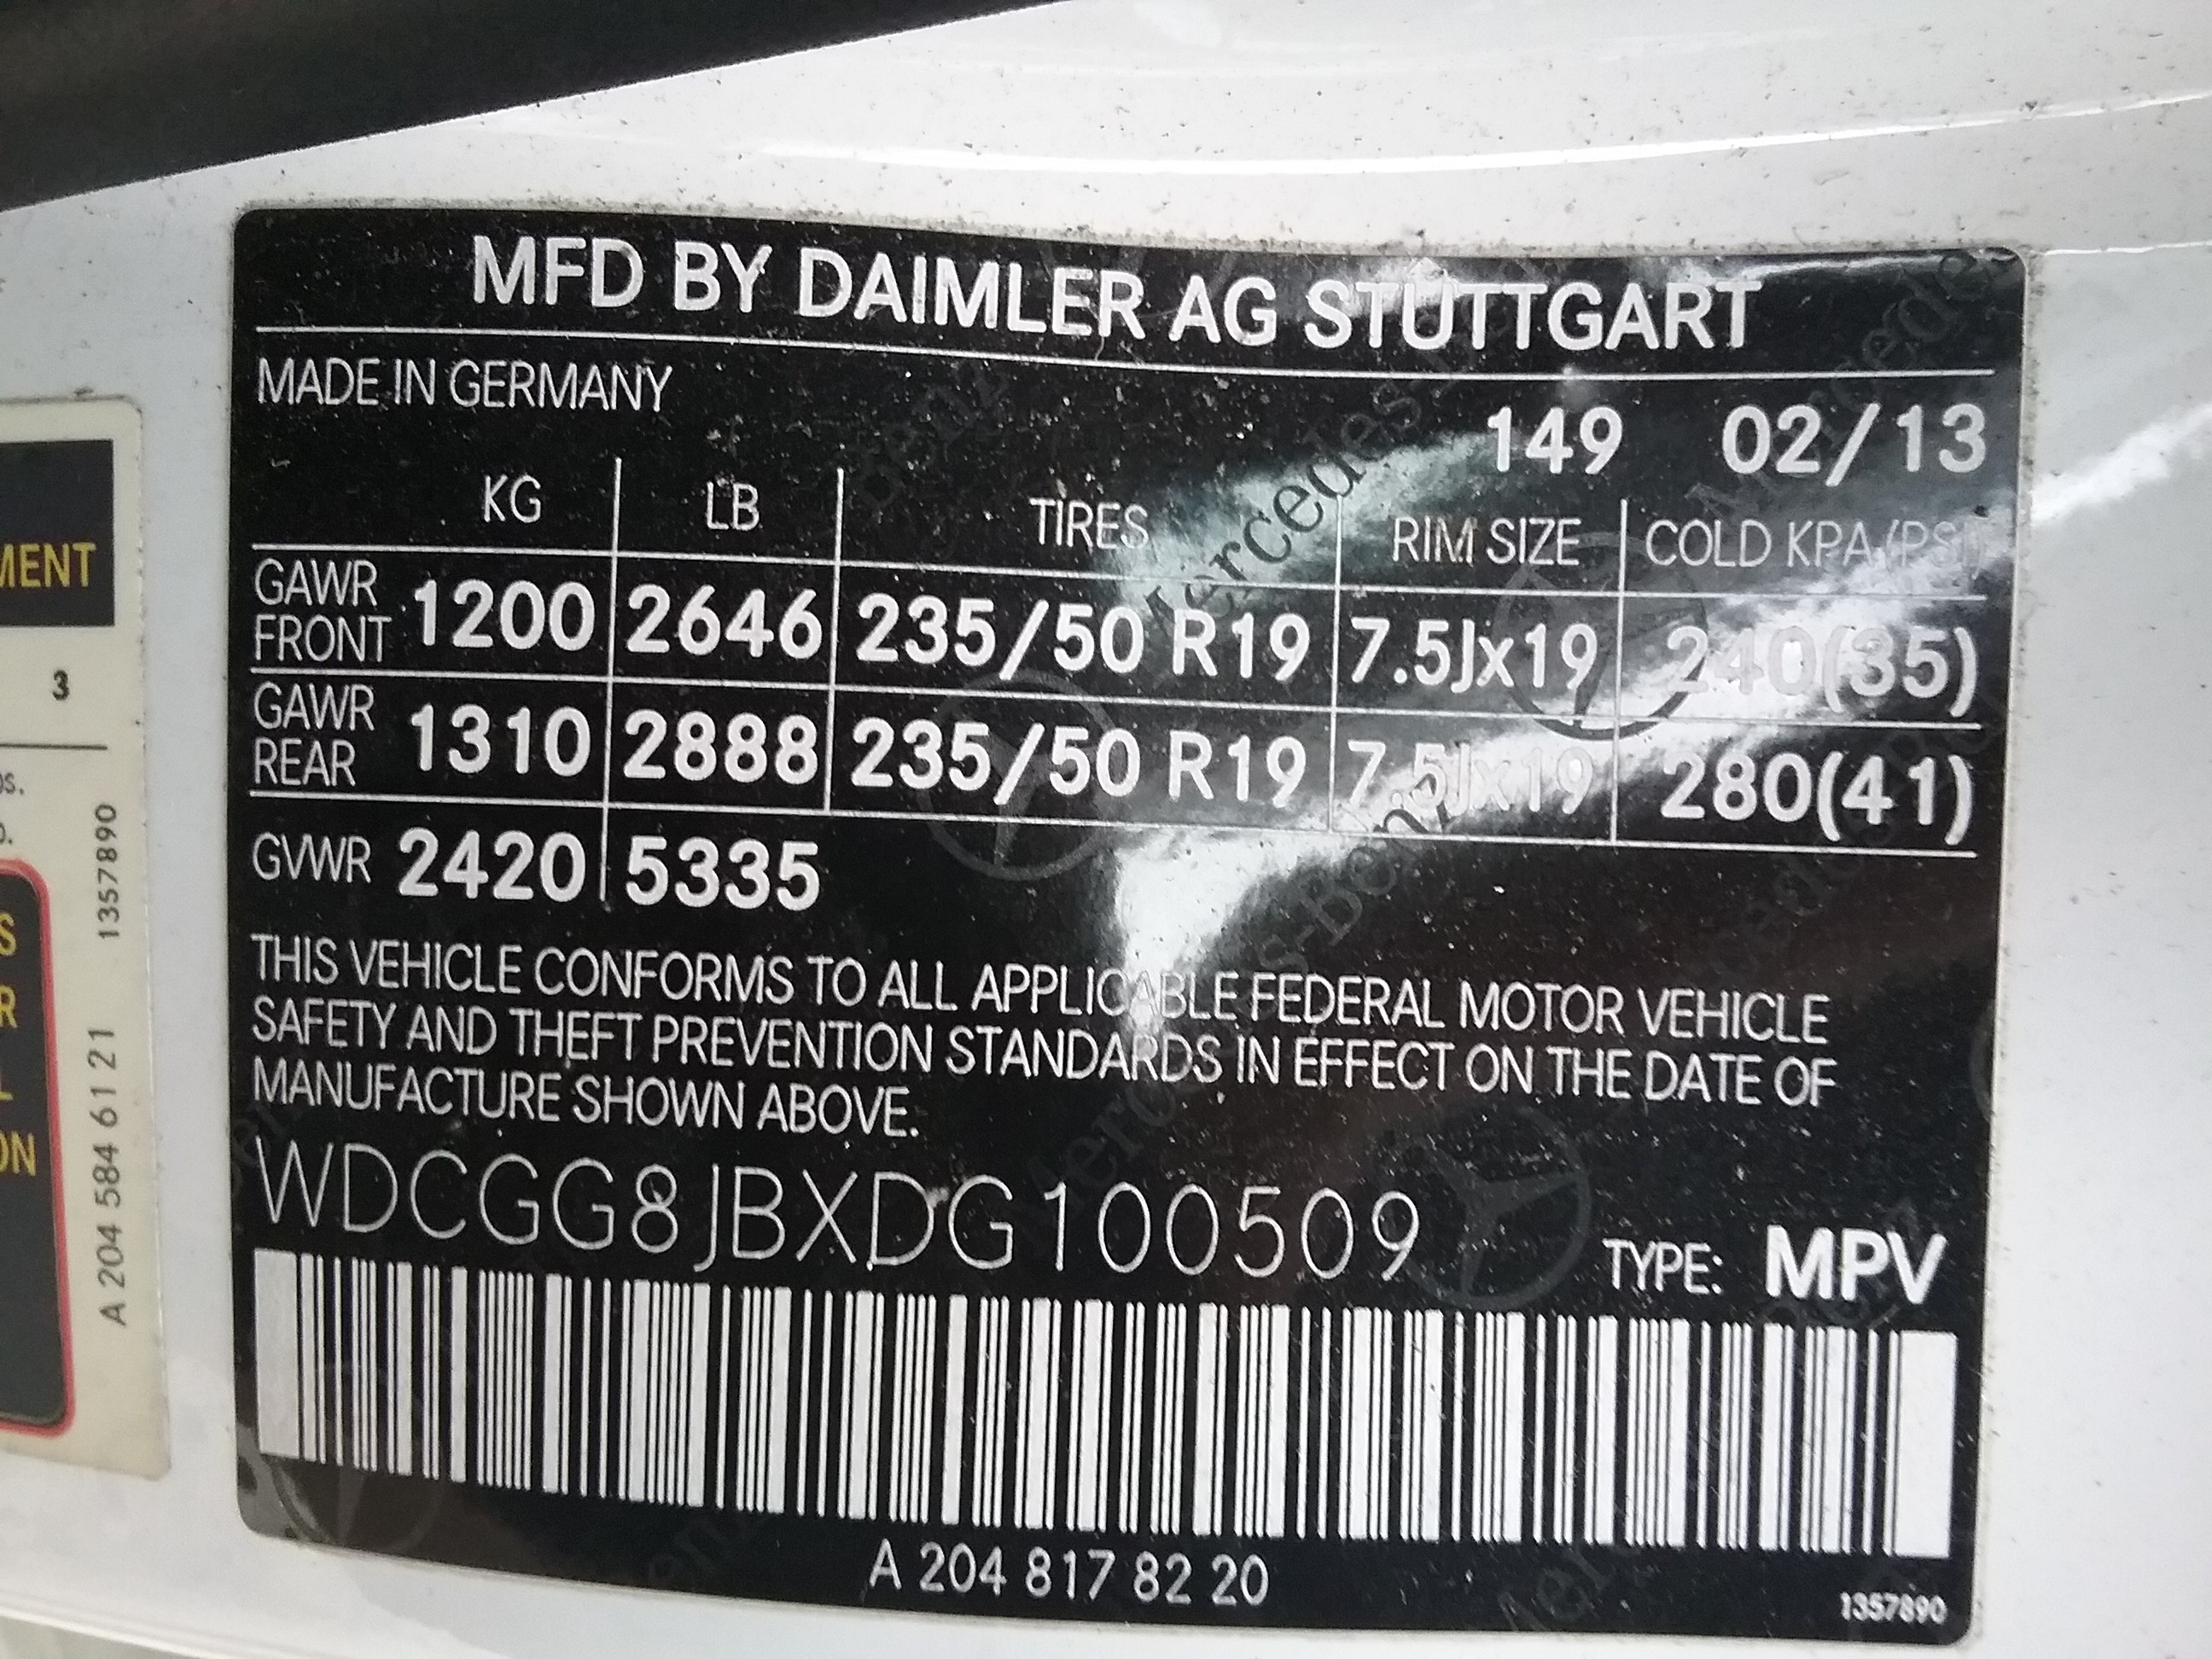 MFD BY DAIMLER AG STUTTGART
MADE IN GERMANY
149 02/13
KG LB TIRES RIM SIZE COLD KPA (PSI)
GAWR FRONT 1200 2646 235/50 R19 7.5Jx19 240(35)
GAWR REAR 1310 2888 235/50 R19 7.5Jx19 280(41)
GVWR 2420 5335
THIS VEHICLE CONFORMS TO ALL APPLICABLE FEDERAL MOTOR VEHICLE
SAFETY AND THEFT PREVENTION STANDARDS IN EFFECT ON THE DATE OF
MANUFACTURE SHOWN ABOVE.
WDCGG8JBXDG100509
TYPE: MPV
A 204 817 82 20
1357890
MENT
3
A 204 584 61 21 1357890
S
R
L
ON
Mercedes-Benz